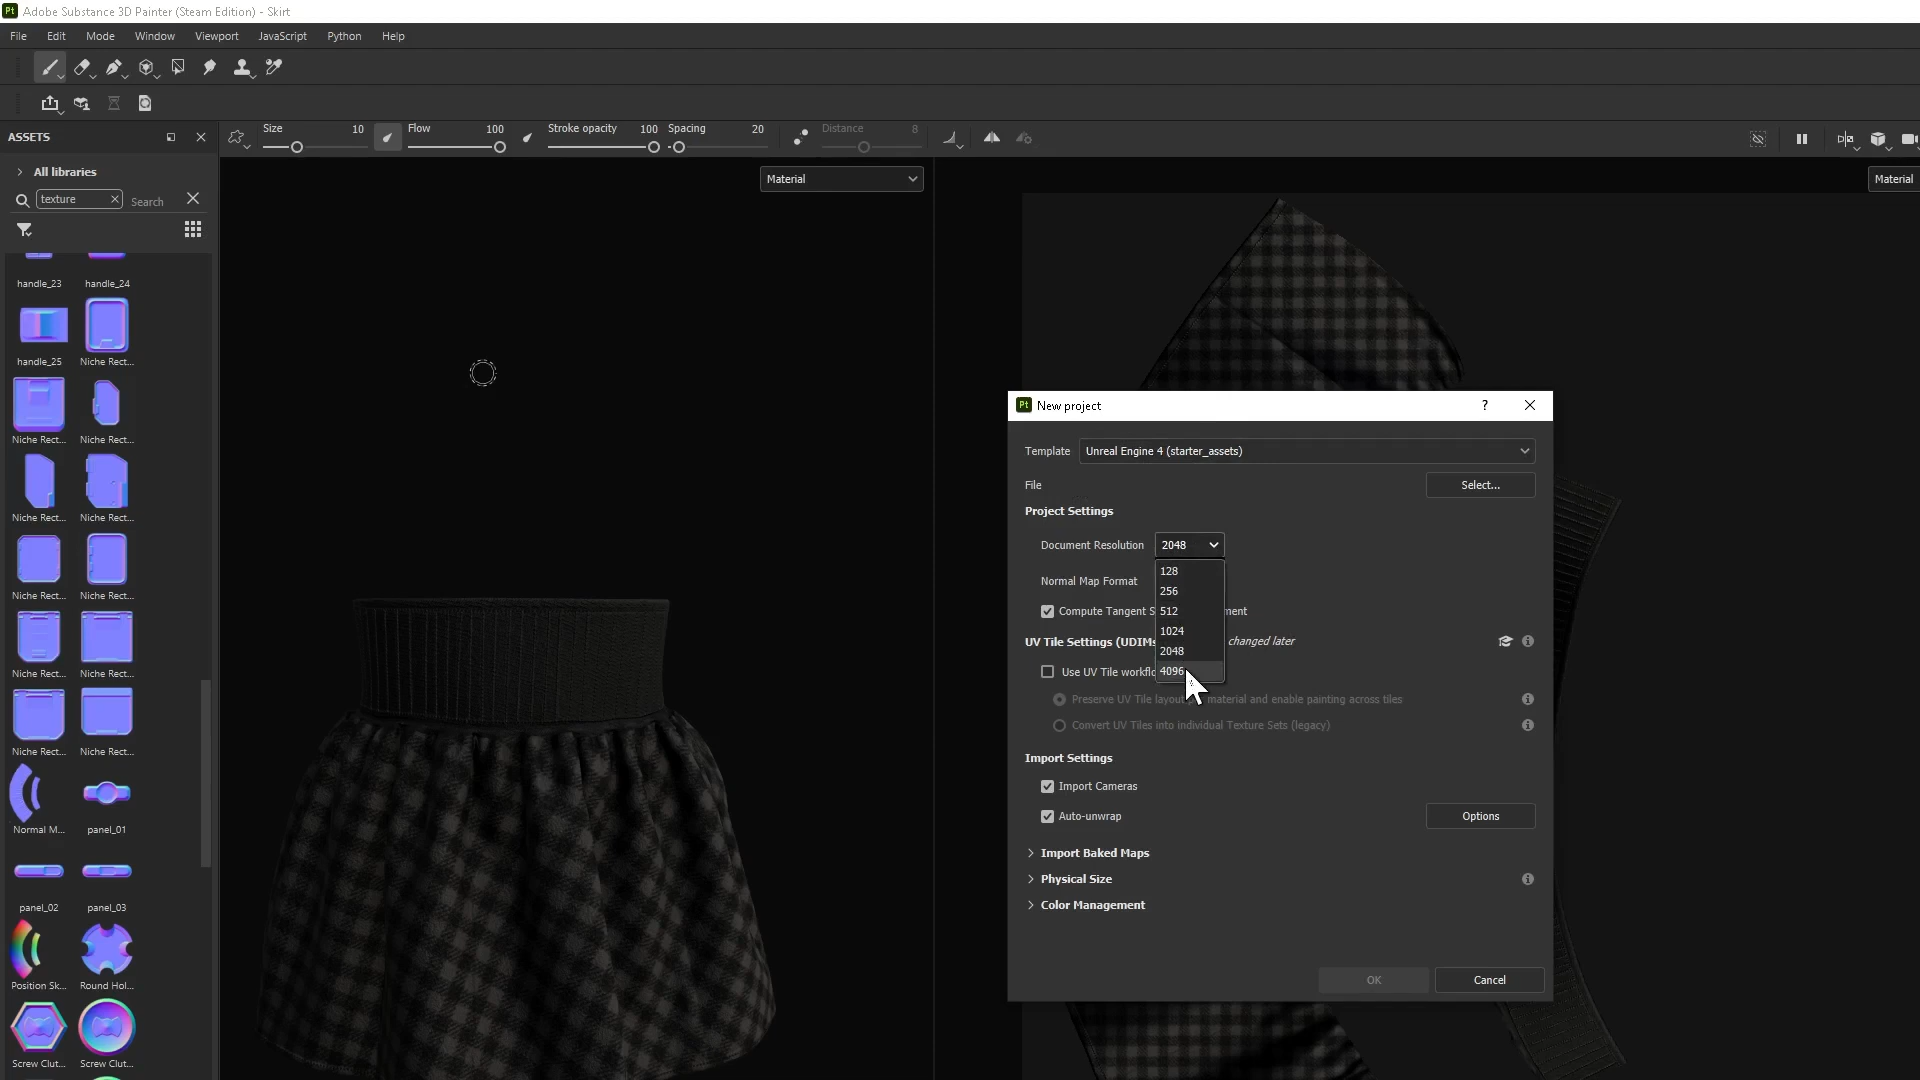 Pt Adobe Substance 3D Painter (Steam Edition) - Skirt
File Edit Mode Window Viewport JavaScript Python Help
ASSETS
Size 10 Flow 100 Stroke opacity 100 Spacing 20 Distance 8
All libraries
texture Search
Material
Material
handle_23 handle_24
handle_25 Niche Rect...
Niche Rect... Niche Rect...
Niche Rect... Niche Rect...
Niche Rect... Niche Rect...
Niche Rect... Niche Rect...
Niche Rect... Niche Rect...
Normal M... panel_01
panel_02 panel_03
Position Sk... Round Hol...
Screw Clut... Screw Clut...
Pt New project ?
Template Unreal Engine 4 (starter_assets)
File Select...
Project Settings
Document Resolution 2048
128
256
512
1024
2048
4096
Normal Map Format
Compute Tangent S ment
UV Tile Settings (UDIMs changed later
Use UV Tile workflo
Preserve UV Tile layout material and enable painting across tiles
Convert UV Tiles into individual Texture Sets (legacy)
Import Settings
Import Cameras
Auto-unwrap Options
Import Baked Maps
Physical Size
Color Management
OK Cancel